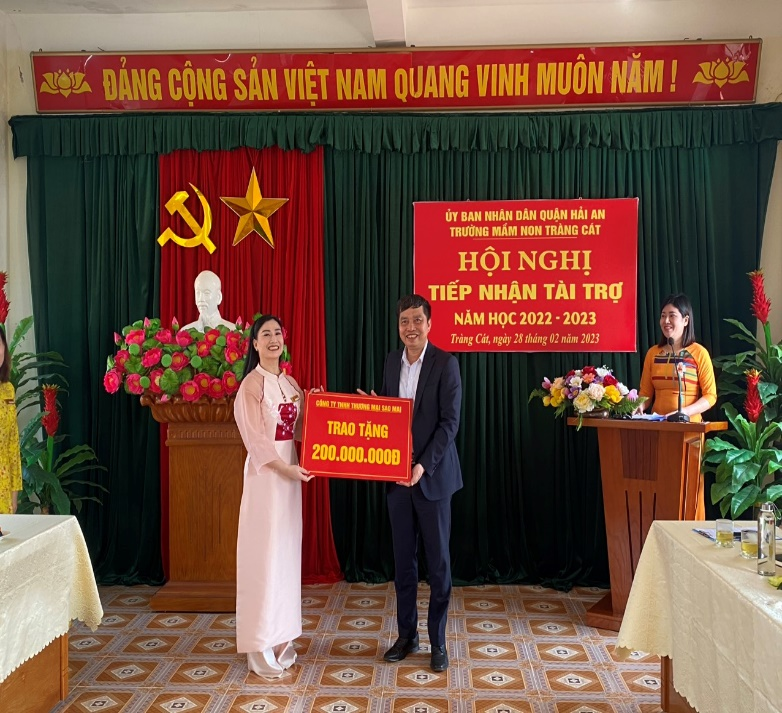 ĐẢNG CỘNG SẢN VIỆT NAM QUANG VINH MUÔN NĂM !
ỦY BAN NHÂN DÂN QUẬN HẢI AN
TRƯỜNG MẦM NON TRÀNG CÁT
HỘI NGHỊ
TIẾP NHẬN TÀI TRỢ
NĂM HỌC 2022 - 2023
Tràng Cát, ngày 28 tháng 02 năm 2023
CÔNG TY TNHH THƯƠNG MẠI SAO MAI
TRAO TẶNG
200.000.000Đ